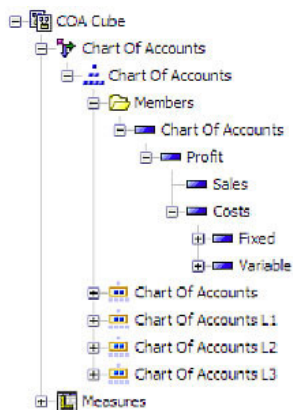 COA Cube
Chart Of Accounts
Chart Of Accounts
Members
Chart Of Accounts
Profit
Sales
Costs
Fixed
Variable
Chart Of Accounts
Chart Of Accounts L1
Chart Of Accounts L2
Chart Of Accounts L3
Measures